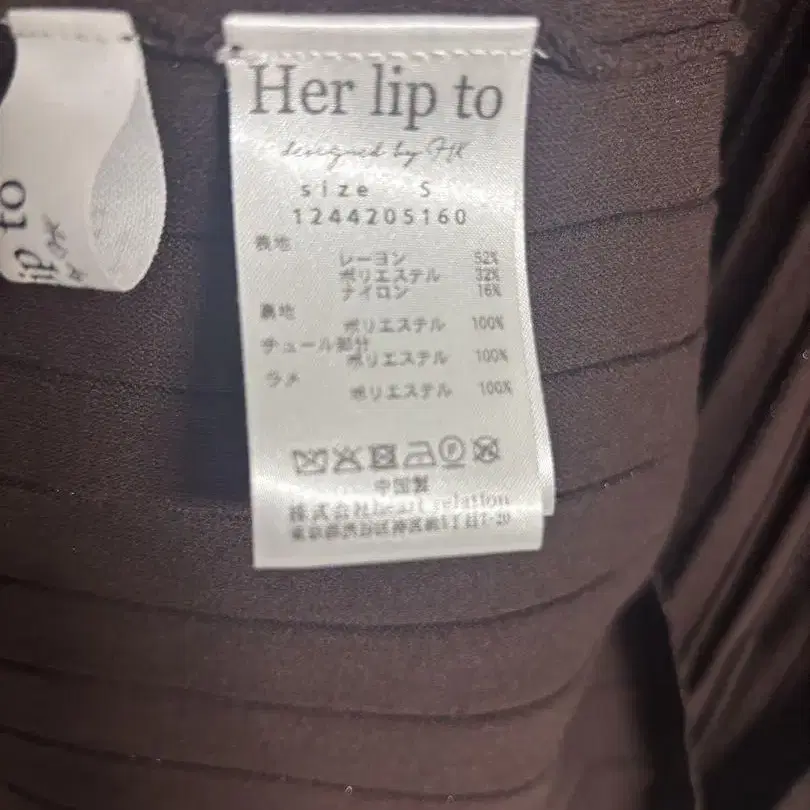 Her lip to
designed by HK
size S
1244205160
表地
レーヨン 52%
ポリエステル 32%
ナイロン 16%
裏地
ポリエステル 100%
チュール部分
ポリエステル 100%
ラメ
ポリエステル 100%
中国製
株式会社heart relation
東京都渋谷区神宮前
lip to